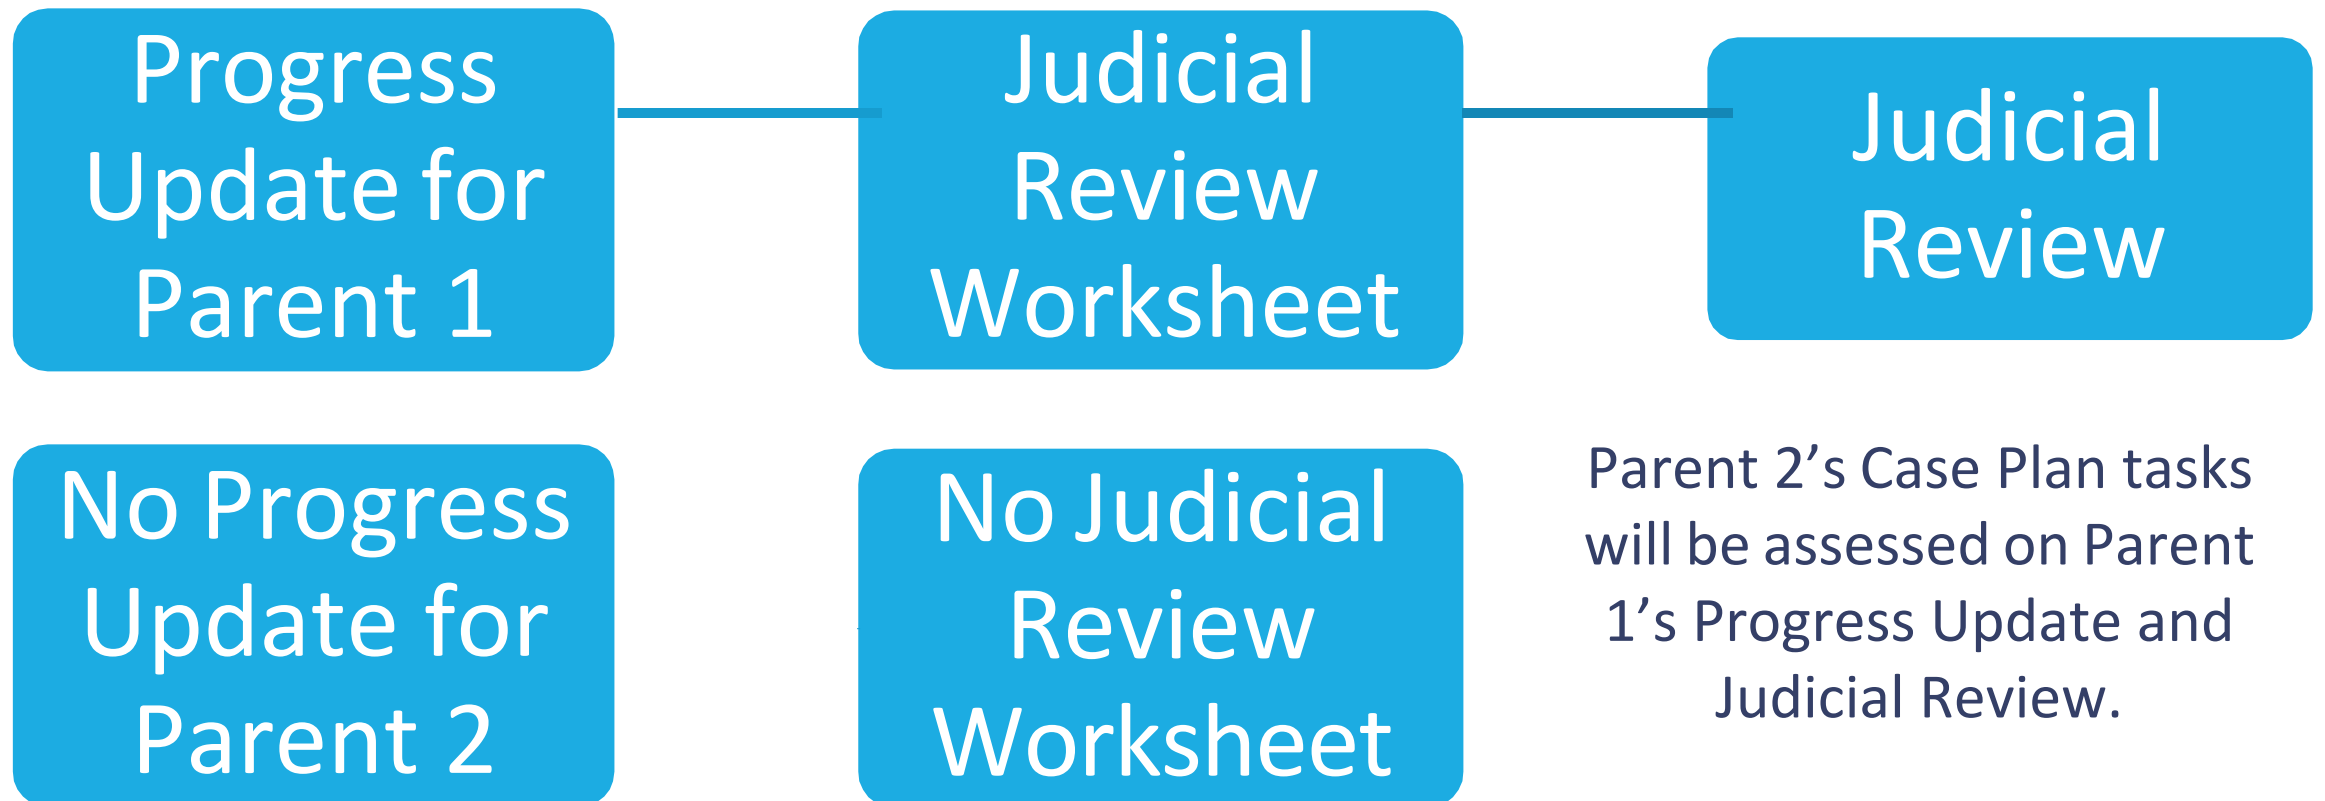 Progress
Update for
Parent 1
Judicial
Review
Worksheet
Judicial
Review
No Progress
Update for
Parent 2
No Judicial
Review
Worksheet
Parent 2’s Case Plan tasks
will be assessed on Parent
1’s Progress Update and
Judicial Review.